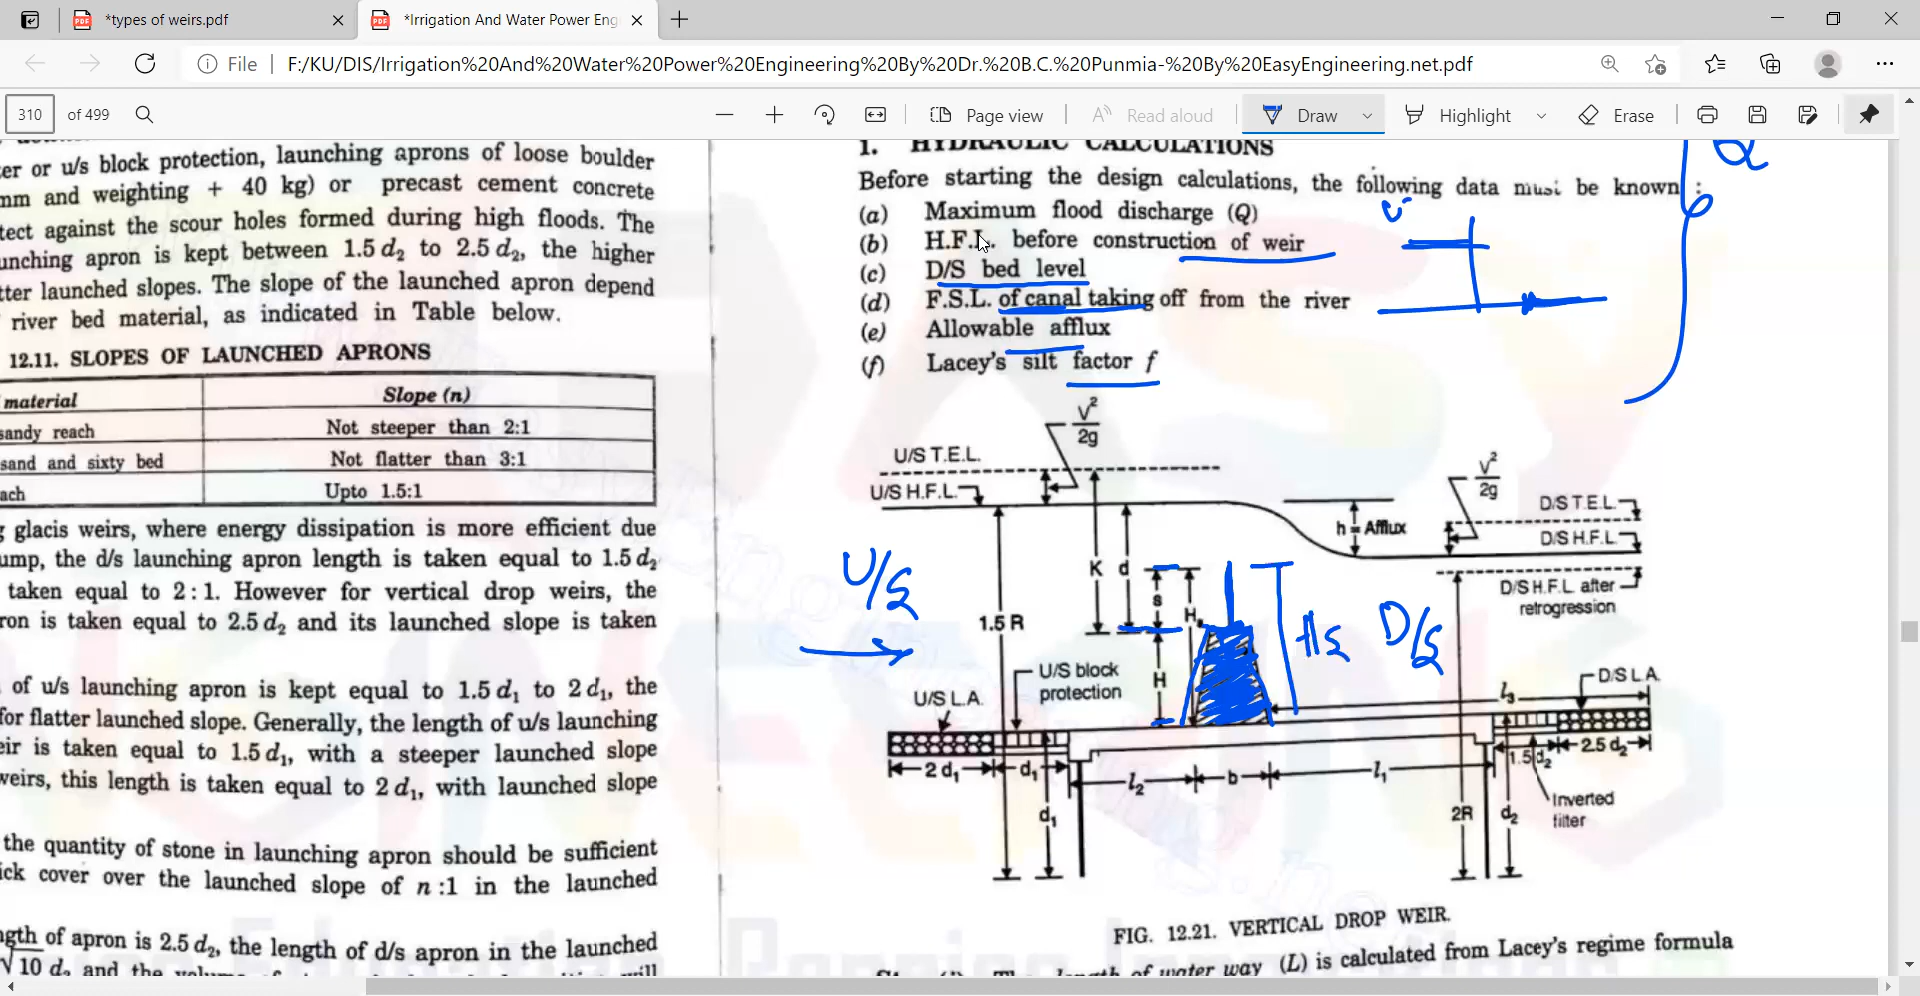 *types of weirs.pdf
*Irrigation And Water Power Eng
File
F:/KU/DIS/Irrigation%20And%20Water%20Power%20Engineering%20By%20Dr.%20B.C.%20Punmia-%20By%20EasyEngineering.net.pdf
310 of 499
Page view
Read aloud
Draw
Highlight
Erase
er or u/s block protection, launching aprons of loose boulder
mm and weighting + 40 kg) or precast cement concrete
tect against the scour holes formed during high floods. The
unching apron is kept between 1.5 d₂ to 2.5 d₂, the higher
tter launched slopes. The slope of the launched apron depend
river bed material, as indicated in Table below.
12.11. SLOPES OF LAUNCHED APRONS
material Slope (n)
sandy reach Not steeper than 2:1
sand and sixty bed Not flatter than 3:1
ach Upto 1.5:1
g glacis weirs, where energy dissipation is more efficient due
ump, the d/s launching apron length is taken equal to 1.5 d₂
taken equal to 2 : 1. However for vertical drop weirs, the
ron is taken equal to 2.5 d₂ and its launched slope is taken
of u/s launching apron is kept equal to 1.5 d₁ to 2 d₁, the
for flatter launched slope. Generally, the length of u/s launching
eir is taken equal to 1.5 d₁, with a steeper launched slope
weirs, this length is taken equal to 2 d₁, with launched slope
the quantity of stone in launching apron should be sufficient
ick cover over the launched slope of n : 1 in the launched
ngth of apron is 2.5 d₂, the length of d/s apron in the launched
√10 d₂ and the
1. HYDRAULIC CALCULATIONS
Before starting the design calculations, the following data must be known :
(a) Maximum flood discharge (Q)
(b) H.F.L. before construction of weir
(c) D/S bed level
(d) F.S.L. of canal taking off from the river
(e) Allowable afflux
(f) Lacey's silt factor f
V²
2g
U/S T.E.L.
U/S H.F.L.
V²
2g
D/S T.E.L.
h = Afflux
D/S H.F.L.
K d
D/S H.F.L. after
retrogression
s
1.5 R
U/S
D/S
U/S block
protection
H
U/S L.A.
D/S L.A.
l₃
2 d₁
d₁
l₂
b
l₁
1.5 d₂
2.5 d₂
d₁
2R
d₂
Inverted
filter
FIG. 12.21. VERTICAL DROP WEIR.
length of water way (L) is calculated from Lacey's regime formula